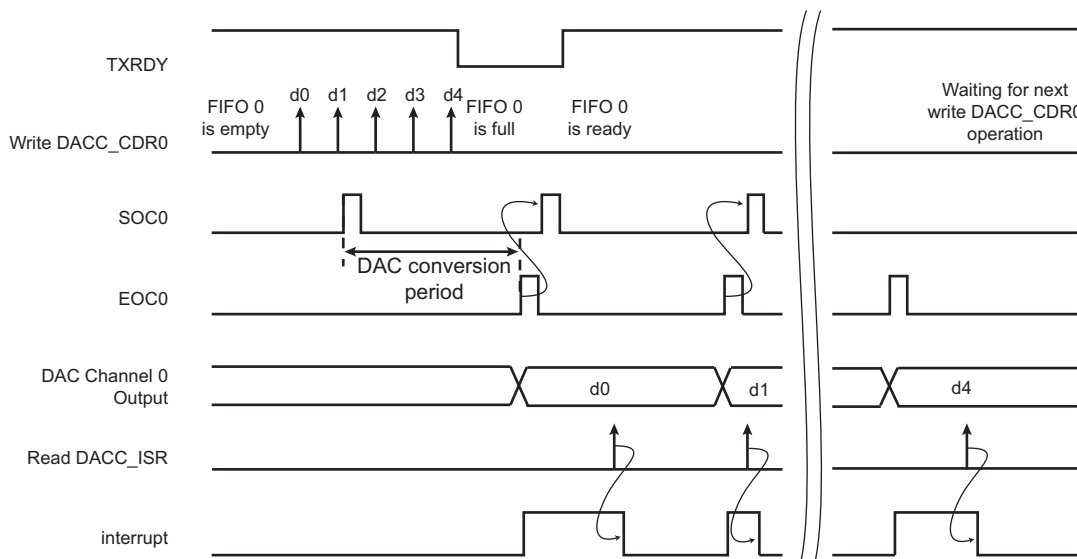 TXRDY
FIFO 0
is empty
d0
d1
d2
d3
d4
FIFO 0
is full
FIFO 0
is ready
Waiting for next
write DACC_CDR0
operation
Write DACC_CDR0
SOC0
DAC conversion
period
EOC0
DAC Channel 0
Output
d0
d1
d4
Read DACC_ISR
interrupt